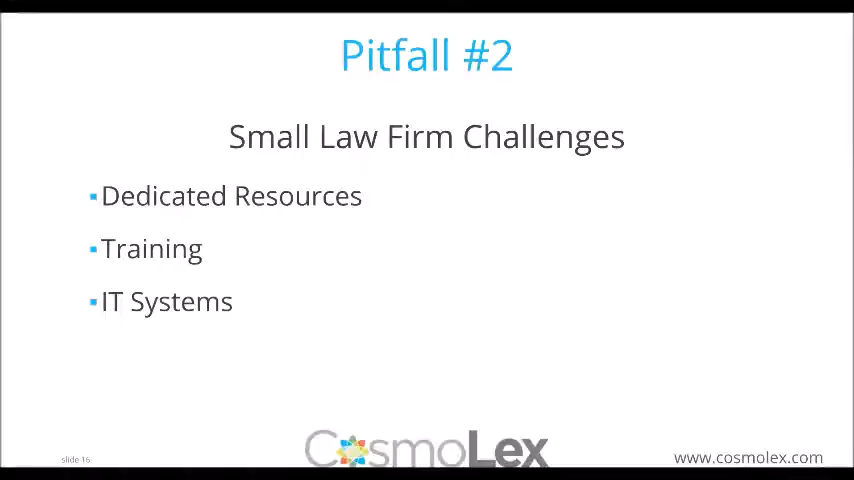 Pitfall #2
Small Law Firm Challenges
▪Dedicated Resources
▪Training
▪IT Systems
slide 16
CosmoLex
www.cosmolex.com